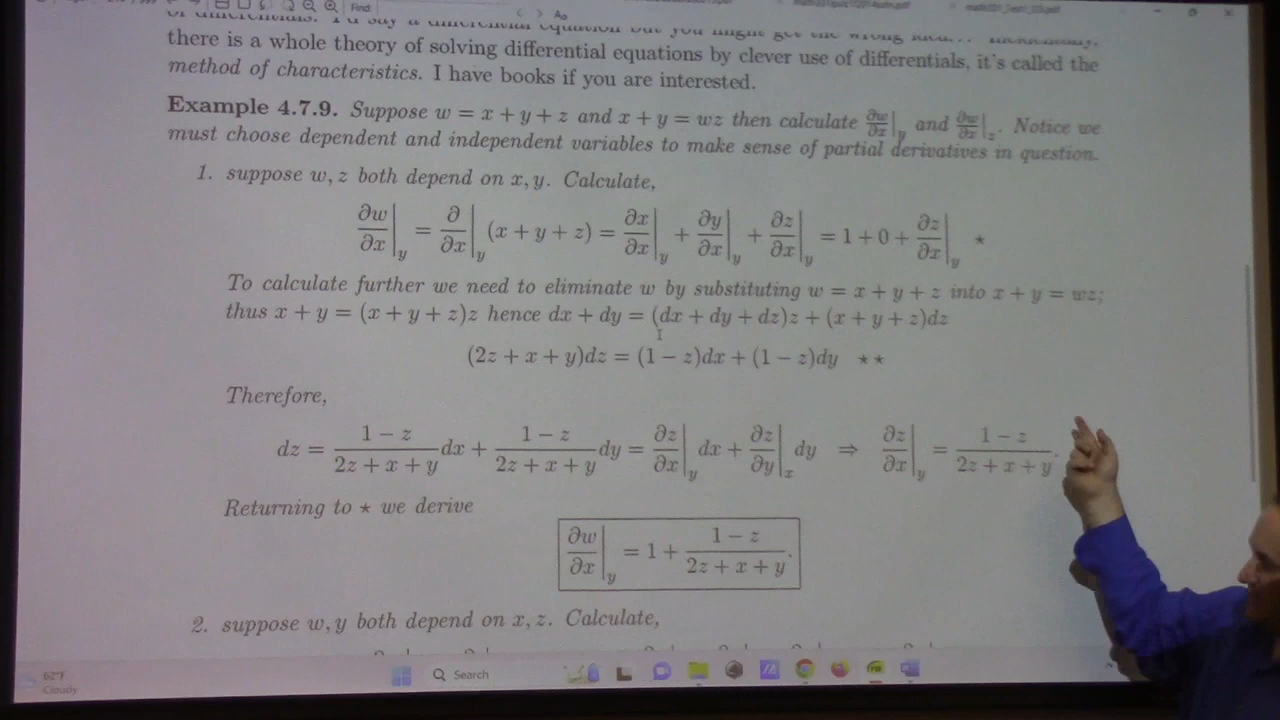 Find:
math231quiz1201soln.pdf
there is a whole theory of solving differential equations by clever use of differentials, it's called the
method of characteristics. I have books if you are interested.
Example 4.7.9. Suppose w = x + y + z and x + y = wz then calculate ∂w/∂x|_y and ∂w/∂x|_z. Notice we
must choose dependent and independent variables to make sense of partial derivatives in question.
1. suppose w, z both depend on x, y. Calculate,
∂w/∂x|_y = ∂/∂x|_y (x + y + z) = ∂x/∂x|_y + ∂y/∂x|_y + ∂z/∂x|_y = 1 + 0 + ∂z/∂x|_y ⋆
To calculate further we need to eliminate w by substituting w = x + y + z into x + y = wz;
thus x + y = (x + y + z)z hence dx + dy = (dx + dy + dz)z + (x + y + z)dz
(2z + x + y)dz = (1 − z)dx + (1 − z)dy ⋆⋆
Therefore,
dz = (1 − z)/(2z + x + y) dx + (1 − z)/(2z + x + y) dy = ∂z/∂x|_y dx + ∂z/∂y|_x dy ⇒ ∂z/∂x|_y = (1 − z)/(2z + x + y).
Returning to ⋆ we derive
∂w/∂x|_y = 1 + (1 − z)/(2z + x + y).
2. suppose w, y both depend on x, z. Calculate,
62°F
Cloudy
Search